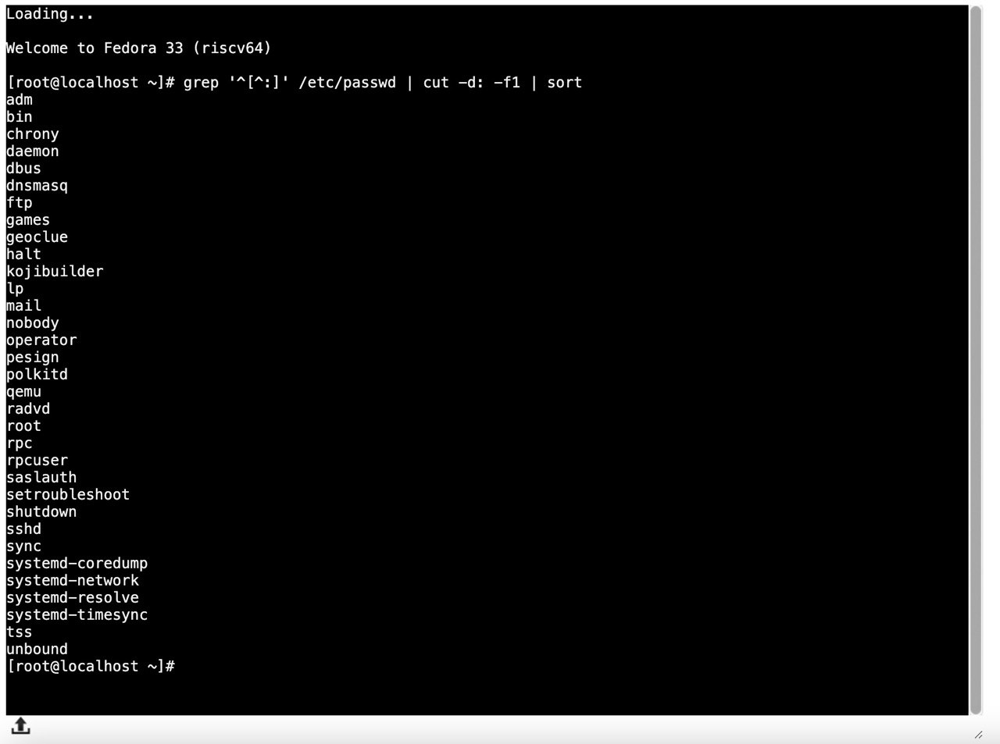 Loading...
Welcome to Fedora 33 (riscv64)
[root@localhost ~]# grep '^[^:]' /etc/passwd | cut -d: -f1 | sort
adm
bin
chrony
daemon
dbus
dnsmasq
ftp
games
geoclue
halt
kojibuilder
lp
mail
nobody
operator
pesign
polkitd
qemu
radvd
root
rpc
rpcuser
saslauth
setroubleshoot
shutdown
sshd
sync
systemd-coredump
systemd-network
systemd-resolve
systemd-timesync
tss
unbound
[root@localhost ~]#